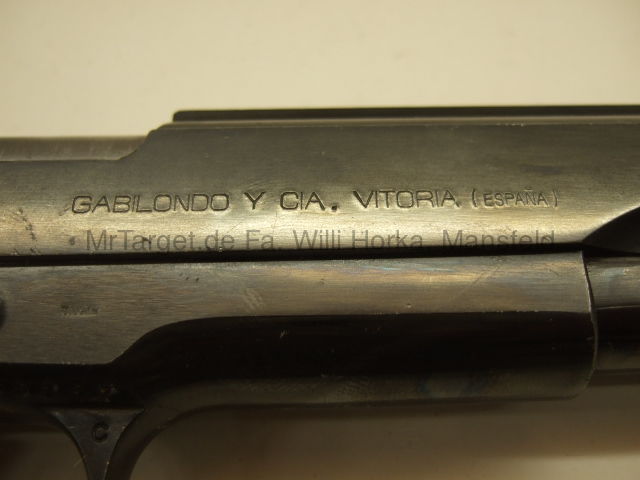 GABILONDO Y CIA. VITORIA (ESPAÑA)
• MrTarget.de Fa. Willi Horka, Mansfeld
C